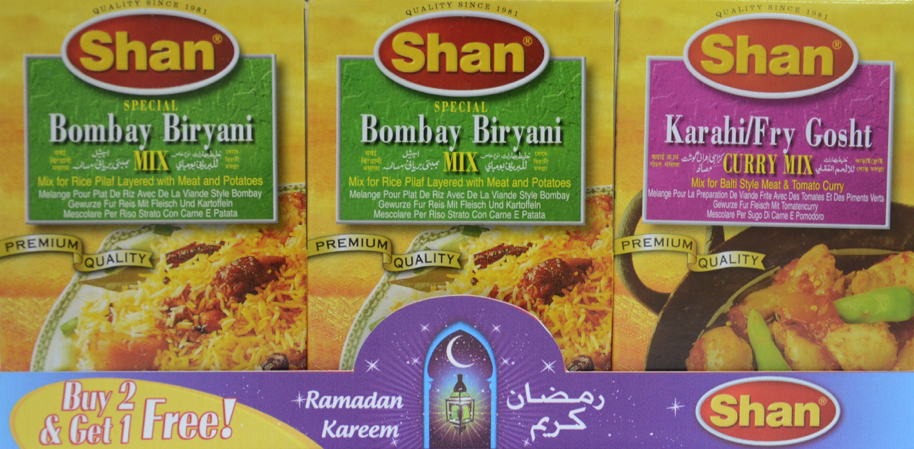 QUALITY SINCE 1981
Shan®
SPECIAL
Bombay Biryani
MIX
Mix for Rice Pilaf Layered with Meat and Potatoes
Melange Pour Plat De Riz Avec De La Viande Style Bombay
Gewurze Fur Reis Mit Fleisch Und Kartoffeln
Mescolare Per Riso Strato Con Carne E Patata
PREMIUM
QUALITY
QUALITY SINCE 1981
Shan®
SPECIAL
Bombay Biryani
MIX
Mix for Rice Pilaf Layered with Meat and Potatoes
Melange Pour Plat De Riz Avec De La Viande Style Bombay
Gewurze Fur Reis Mit Fleisch Und Kartoffeln
Mescolare Per Riso Strato Con Carne E Patata
PREMIUM
QUALITY
QUALITY SINCE 1981
Shan®
Karahi/Fry Gosht
CURRY MIX
Mix for Balti Style Meat & Tomato Curry
Melange Pour La Preparation De Viande Frite Avec Des Tomates Et Des Piments Verta
Gewurze Fur Fleisch Mit Tomatencurry
Mescolare Per Sugo Di Carne E Pomodoro
PREMIUM
QUALITY
Buy 2
& Get 1 Free!
Ramadan
Kareem
رمضان
كريم
Shan®